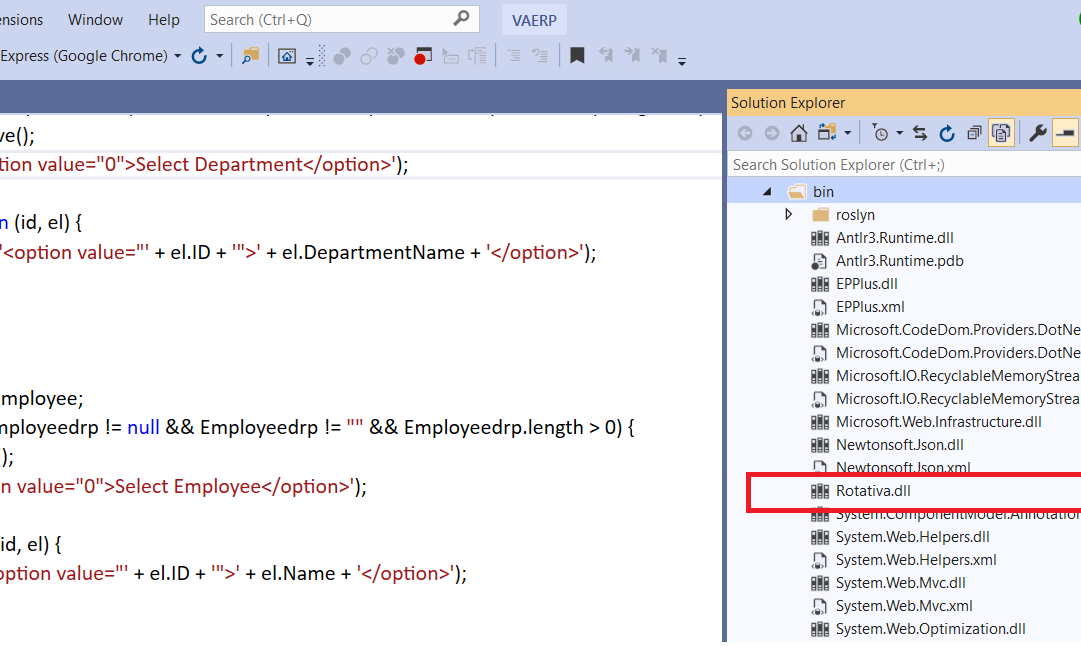 ensions Window Help Search (Ctrl+Q) VAERP
Express (Google Chrome)
ve();
tion value="0">Select Department</option>');
n (id, el) {
'<option value="' + el.ID + '">' + el.DepartmentName + '</option>');
mployee;
mployeedrp != null && Employeedrp != "" && Employeedrp.length > 0) {
();
n value="0">Select Employee</option>');
id, el) {
option value="' + el.ID + '">' + el.Name + '</option>');
Solution Explorer
Search Solution Explorer (Ctrl+;)
bin
roslyn
Antlr3.Runtime.dll
Antlr3.Runtime.pdb
EPPlus.dll
EPPlus.xml
Microsoft.CodeDom.Providers.DotNe
Microsoft.CodeDom.Providers.DotNe
Microsoft.IO.RecyclableMemoryStrea
Microsoft.IO.RecyclableMemoryStrea
Microsoft.Web.Infrastructure.dll
Newtonsoft.Json.dll
Newtonsoft.Json.xml
Rotativa.dll
System.ComponentModel.Annotation
System.Web.Helpers.dll
System.Web.Helpers.xml
System.Web.Mvc.dll
System.Web.Mvc.xml
System.Web.Optimization.dll